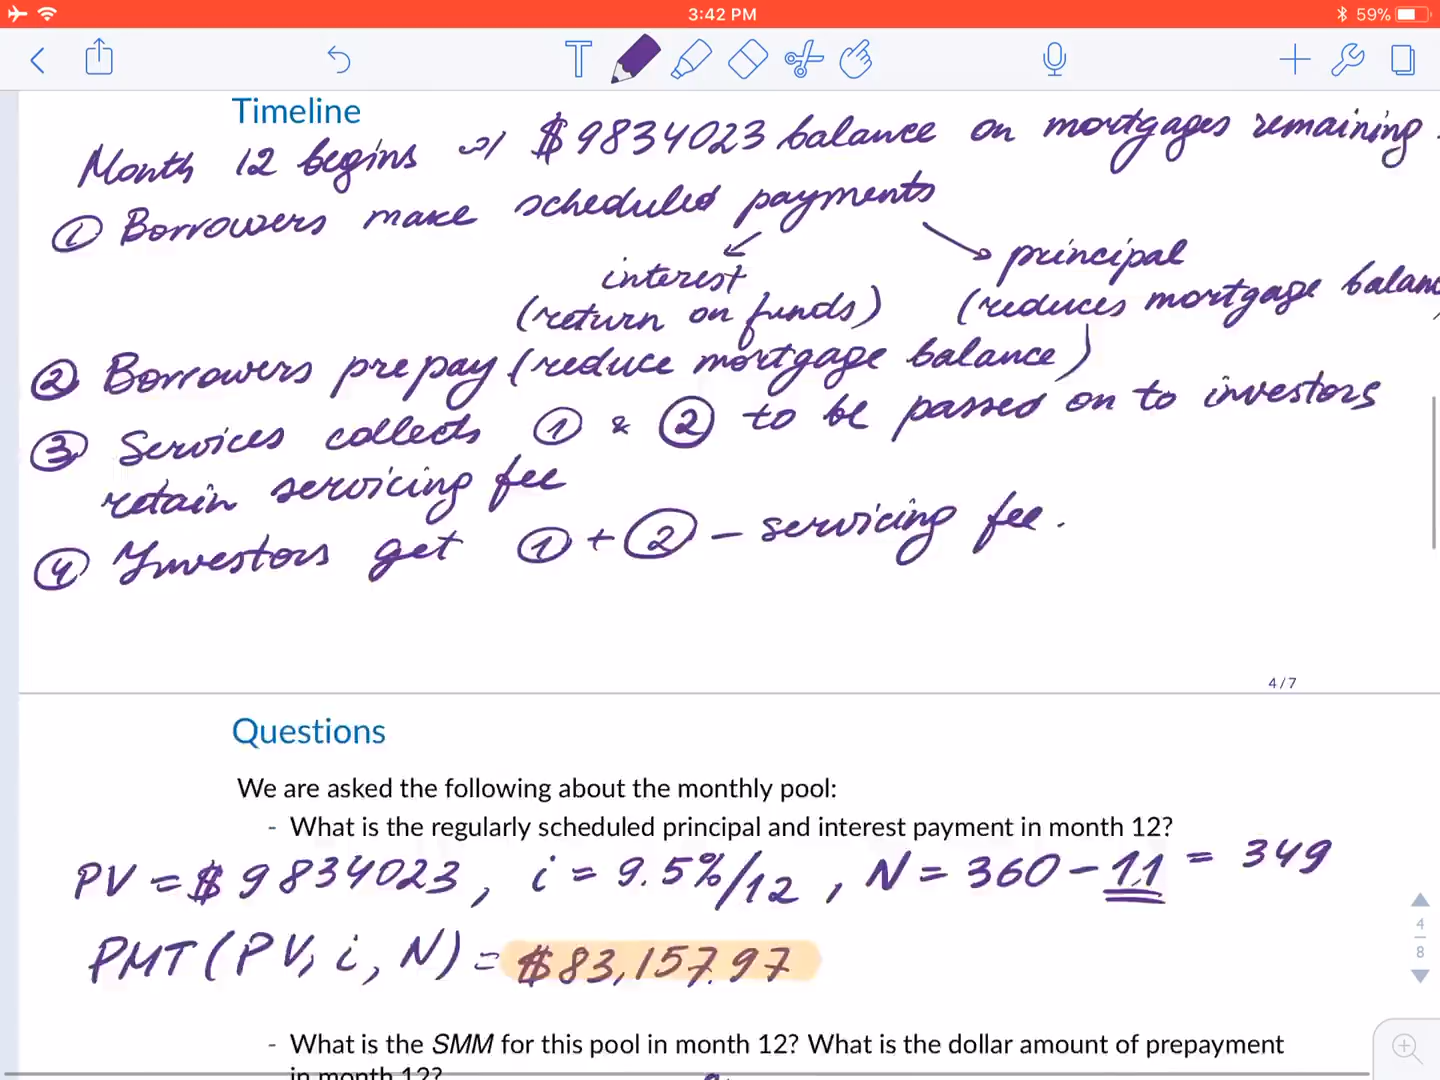 3:42 PM
59%
T
Timeline
Month 12 begins w/ $9834023 balance on mortgages remaining.
① Borrowers make scheduled payments
interest
principal
(return on funds)
(reduces mortgage balanc
② Borrowers prepay (reduce mortgage balance)
③ Services collects ① & ② to be passed on to investors
retain servicing fee
④ Investors get ① + ② – servicing fee.
4 / 7
Questions
We are asked the following about the monthly pool:
- What is the regularly scheduled principal and interest payment in month 12?
PV = $9834023, i = 9.5%/12, N = 360 – 11 = 349
PMT(PV, i, N) = $83,157.97
4
8
- What is the SMM for this pool in month 12? What is the dollar amount of prepayment
in month 12?